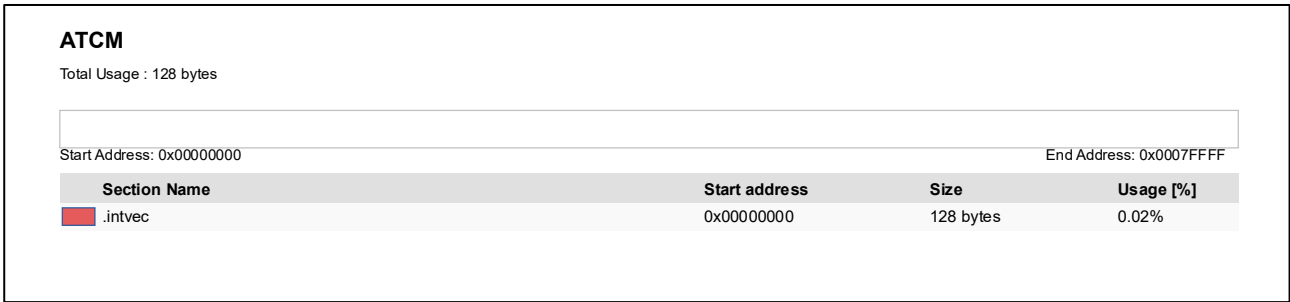 ATCM
Total Usage : 128 bytes
Start Address: 0x00000000 End Address: 0x0007FFFF
Section Name Start address Size Usage [%]
.intvec 0x00000000 128 bytes 0.02%